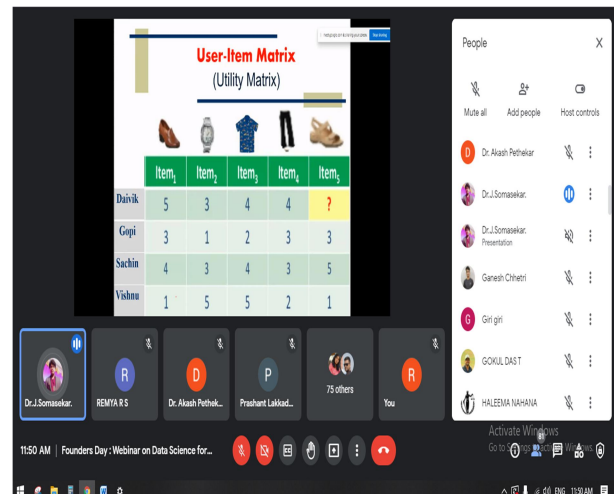 User-Item Matrix
(Utility Matrix)
Item1 Item2 Item3 Item4 Item5
Daivik 5 3 4 4 ?
Gopi 3 1 2 3 3
Sachin 4 3 4 3 5
Vishnu 1 5 5 2 1
People X
Mute all Add people Host controls
D Dr. Akash Pethekar
Dr.J.Somasekar.
Dr.J.Somasekar.
Presentation
Ganesh Chhetri
G Giri giri
GOKUL DAS T
HALEEMA NAHANA
R D P R
Dr.J.Somasekar. REMYA R S Dr. Akash Pethek... Prashant Lakkad... 75 others You
Activate Windows
Go to Settings to activate Windows.
11:50 AM | Founders Day : Webinar on Data Science for...
81
ENG 11:50 AM